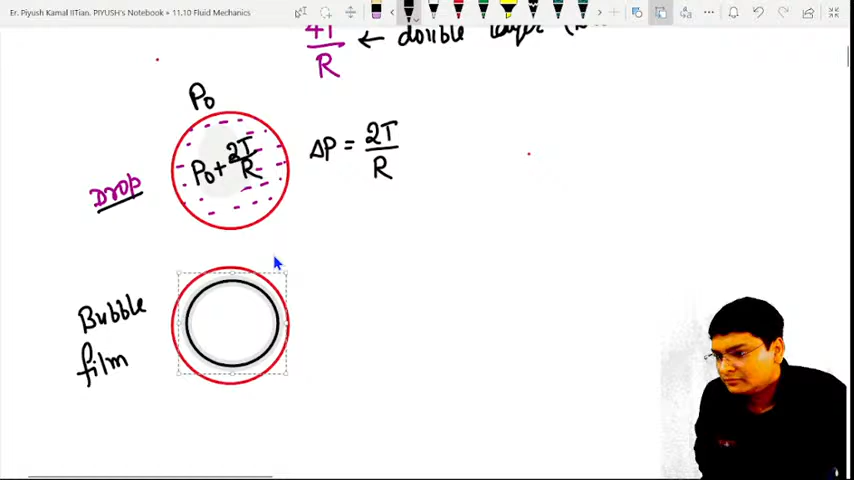 Er. Piyush Kamal IITian. PIYUSH's Notebook » 11.10 Fluid Mechanics
4T
R
← double layer
P₀
P₀ + 2T/R
ΔP = 2T/R
DROP
Bubble
film